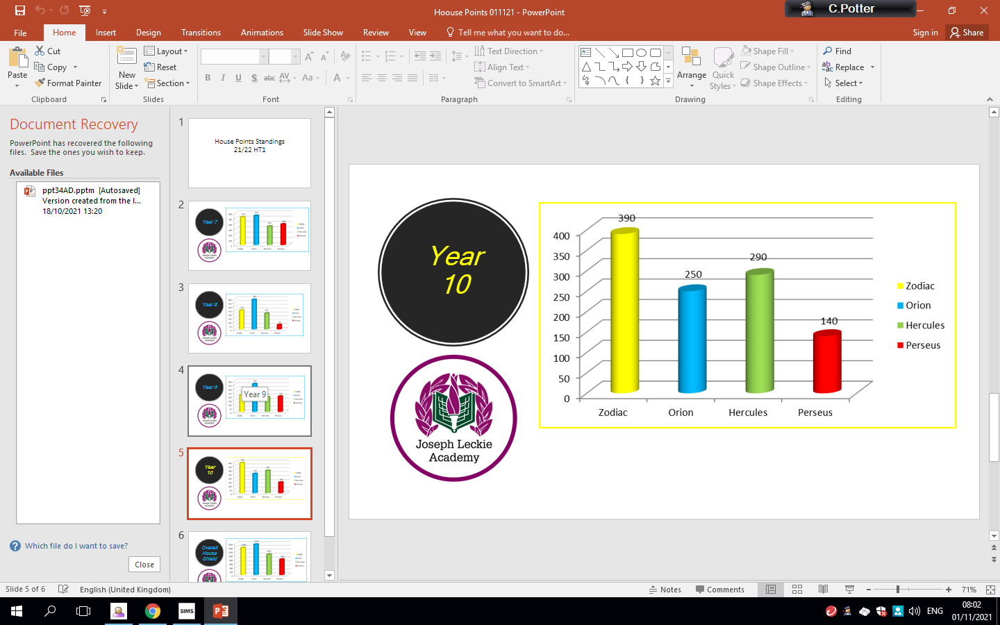 Hoouse Points 011121 - PowerPoint
C.Potter
File
Home
Insert
Design
Transitions
Animations
Slide Show
Review
View
Tell me what you want to do...
Sign in
Share
Paste
Cut
Copy
Format Painter
Clipboard
New
Slide
Layout
Reset
Section
Slides
B I U S abc AV Aa A
Font
Text Direction
Align Text
Convert to SmartArt
Paragraph
Arrange
Quick
Styles
Shape Fill
Shape Outline
Shape Effects
Drawing
Find
Replace
Select
Editing
Document Recovery
PowerPoint has recovered the following
files. Save the ones you wish to keep.
Available Files
ppt34AD.pptm [Autosaved]
Version created from the l...
18/10/2021 13:20
Which file do I want to save?
Close
1
House Points Standings
21/22 HT1
2
Year 7
3
Year 8
4
Year 9
Year 9
5
Year
10
6
Overall
House
Shield
Year
10
Joseph Leckie
Academy
390
250
290
140
400
350
300
250
200
150
100
50
0
Zodiac
Orion
Hercules
Perseus
Zodiac
Orion
Hercules
Perseus
Slide 5 of 6
English (United Kingdom)
Notes
Comments
71%
SIMS
ENG
08:02
01/11/2021